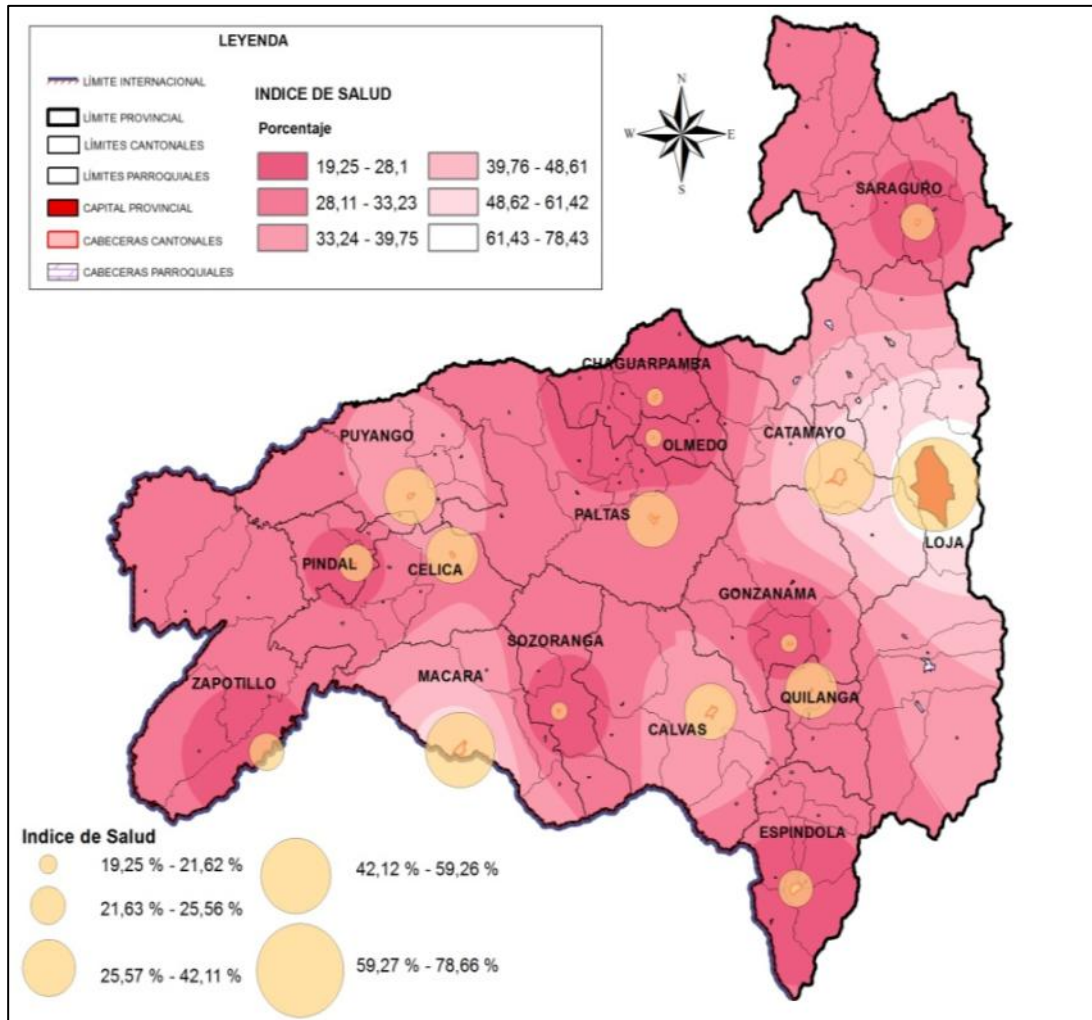 LEYENDA
LÍMITE INTERNACIONAL
LÍMITE PROVINCIAL
LÍMITES CANTONALES
LÍMITES PARROQUIALES
CAPITAL PROVINCIAL
CABECERAS CANTONALES
CABECERAS PARROQUIALES
INDICE DE SALUD
Porcentaje
19,25 - 28,1
28,11 - 33,23
33,24 - 39,75
39,76 - 48,61
48,62 - 61,42
61,43 - 78,43
N
W E
S
SARAGURO
CHAGUARPAMBA
PUYANGO
OLMEDO
CATAMAYO
PALTAS
LOJA
PINDAL
CELICA
GONZANAMA
SOZORANGA
ZAPOTILLO
MACARA
QUILANGA
CALVAS
ESPINDOLA
Indice de Salud
19,25 % - 21,62 %
21,63 % - 25,56 %
25,57 % - 42,11 %
42,12 % - 59,26 %
59,27 % - 78,66 %